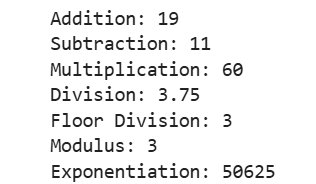 Addition: 19
Subtraction: 11
Multiplication: 60
Division: 3.75
Floor Division: 3
Modulus: 3
Exponentiation: 50625